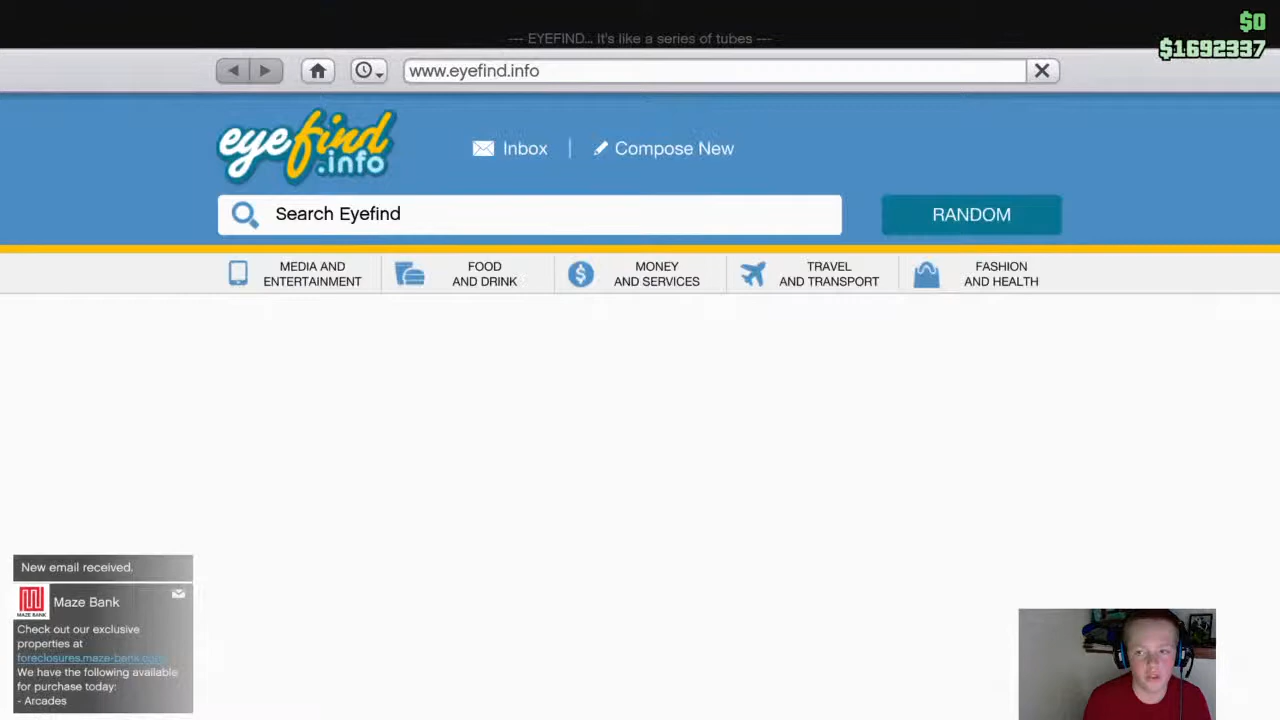 $0
--- EYEFIND... It's like a series of tubes ---
$1692337
www.eyefind.info
eyefind
.info
Inbox
Compose New
Search Eyefind
RANDOM
MEDIA AND
ENTERTAINMENT
FOOD
AND DRINK
MONEY
AND SERVICES
TRAVEL
AND TRANSPORT
FASHION
AND HEALTH
New email received.
MAZE BANK
Maze Bank
Check out our exclusive
properties at
foreclosures.maze-bank.com
We have the following available
for purchase today:
- Arcades